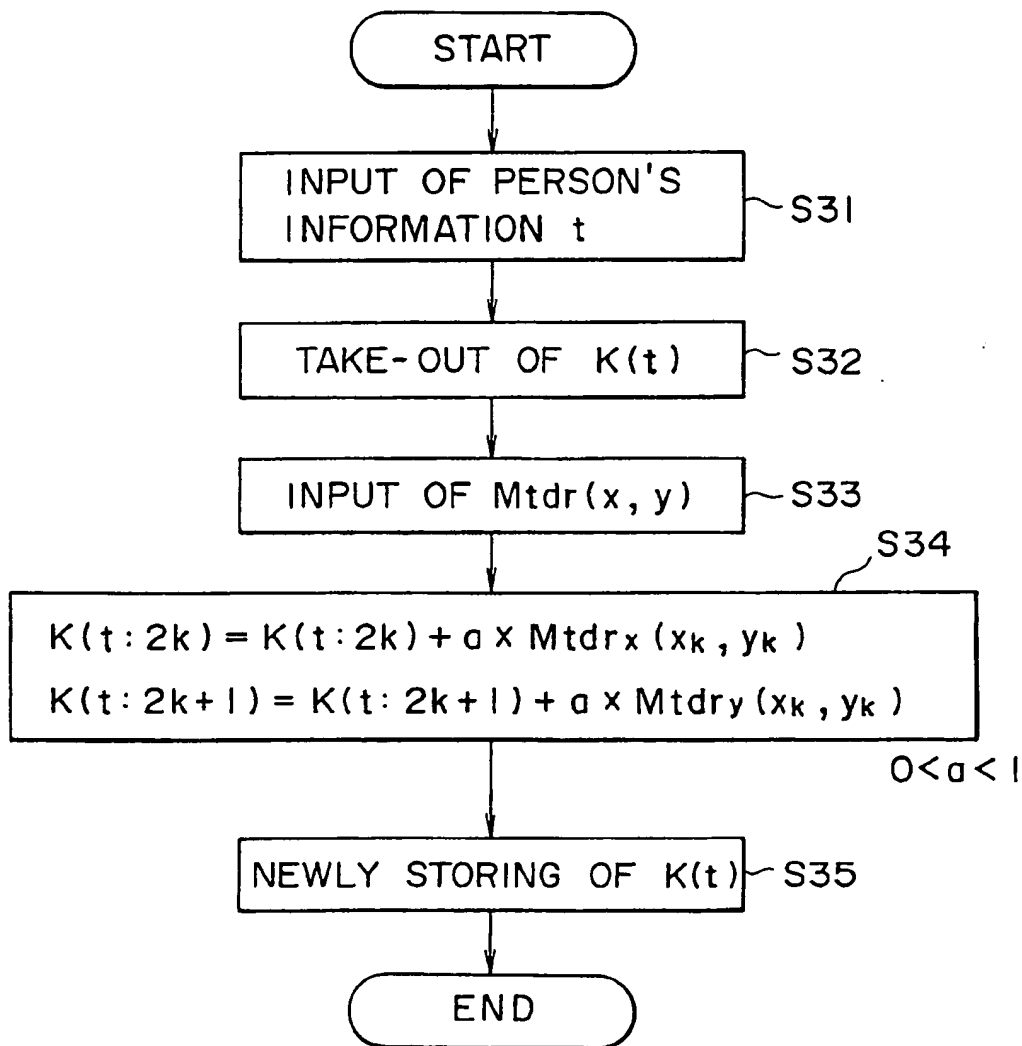 START
INPUT OF PERSON'S
INFORMATION t
S31
TAKE-OUT OF K(t)
S32
INPUT OF Mtdr(x, y)
S33
S34
K(t:2k) = K(t:2k) + a × Mtdrx(xk, yk)
K(t:2k+1) = K(t:2k+1) + a × Mtdry(xk, yk)
0<a<1
NEWLY STORING OF K(t)
S35
END